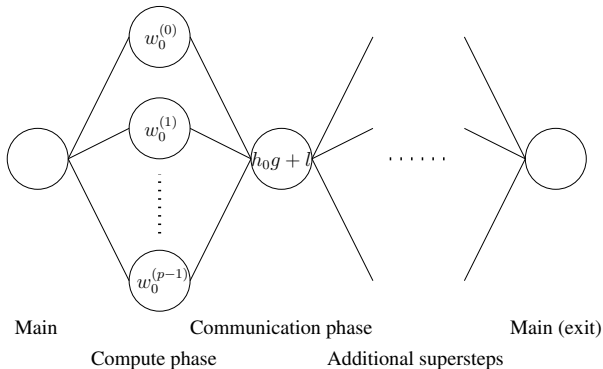 w_0^{(0)}
w_0^{(1)}
h_0g + l
w_0^{(p-1)}
Main
Communication phase
Main (exit)
Compute phase
Additional supersteps